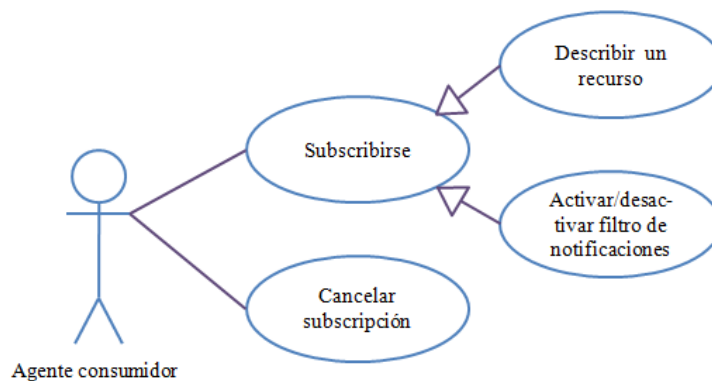 Describir un
recurso
Subscribirse
Activar/desac-
tivar filtro de
notificaciones
Cancelar
subscripción
Agente consumidor